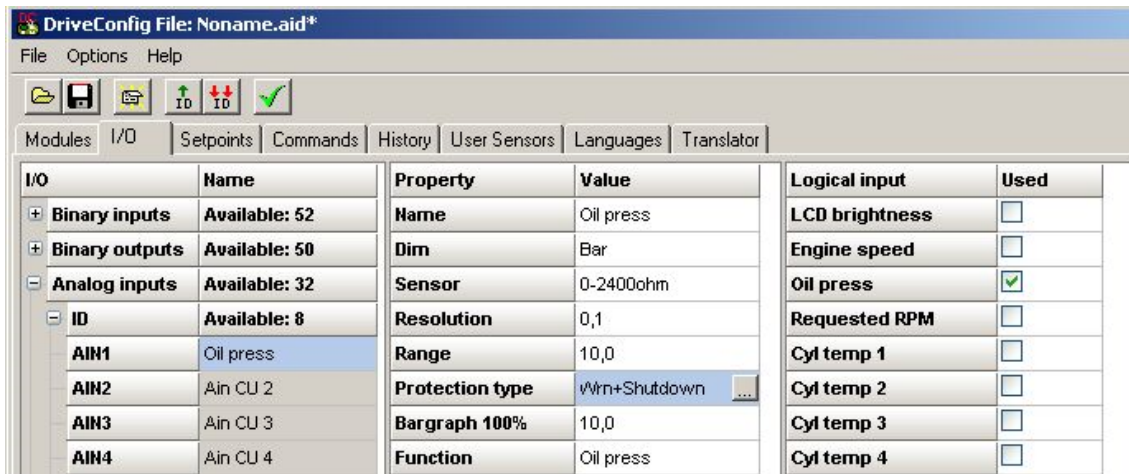 DriveConfig File: Noname.aid*
File Options Help
ID ID
Modules I/O Setpoints Commands History User Sensors Languages Translator
I/O Name Property Value Logical input Used
Binary inputs Available: 52 Name Oil press LCD brightness
Binary outputs Available: 50 Dim Bar Engine speed
Analog inputs Available: 32 Sensor 0-2400ohm Oil press
ID Available: 8 Resolution 0,1 Requested RPM
AIN1 Oil press Range 10,0 Cyl temp 1
AIN2 Ain CU 2 Protection type Wrn+Shutdown ... Cyl temp 2
AIN3 Ain CU 3 Bargraph 100% 10,0 Cyl temp 3
AIN4 Ain CU 4 Function Oil press Cyl temp 4